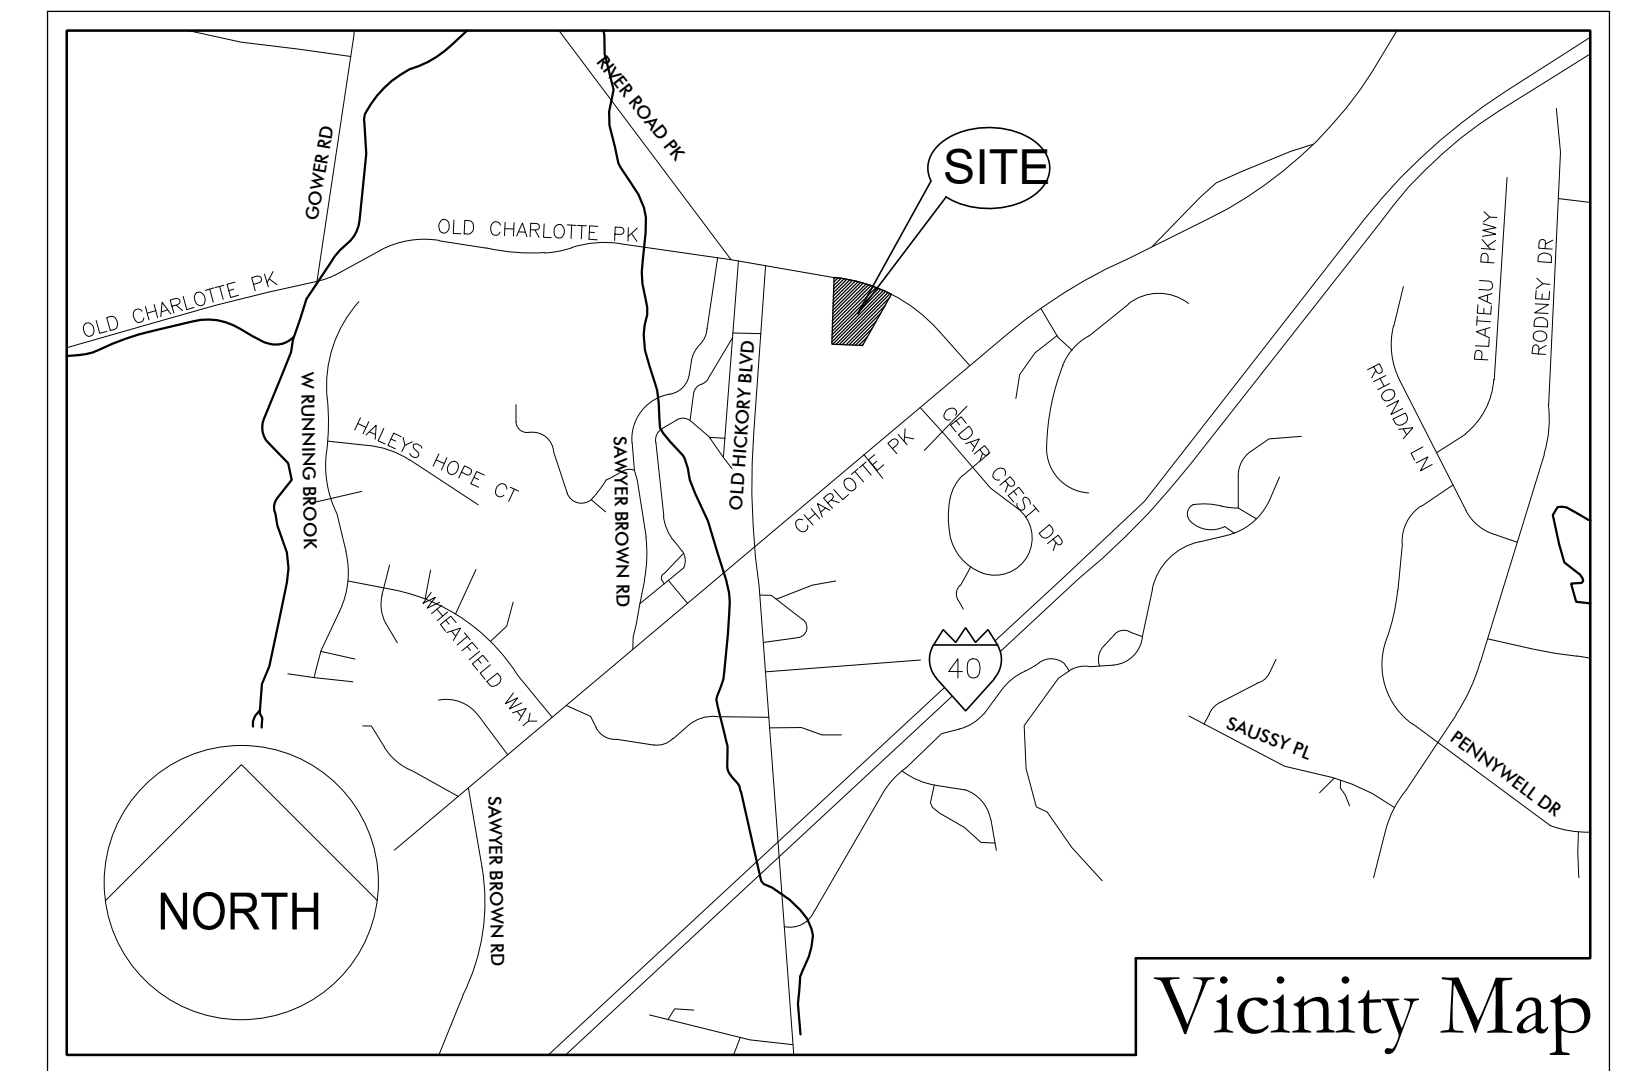 RIVER ROAD PK
SITE
GOWER RD
OLD CHARLOTTE PK
OLD CHARLOTTE PK
PLATEAU PKWY
RODNEY DR
OLD HICKORY BLVD
RHONDA LN
W RUNNING BROOK
HALEYS HOPE CT
SAWYER BROWN RD
CHARLOTTE PK
CEDAR CREST DR
WHEATFIELD WAY
40
SAUSSY PL
PENNYWELL DR
SAWYER BROWN RD
NORTH
Vicinity Map